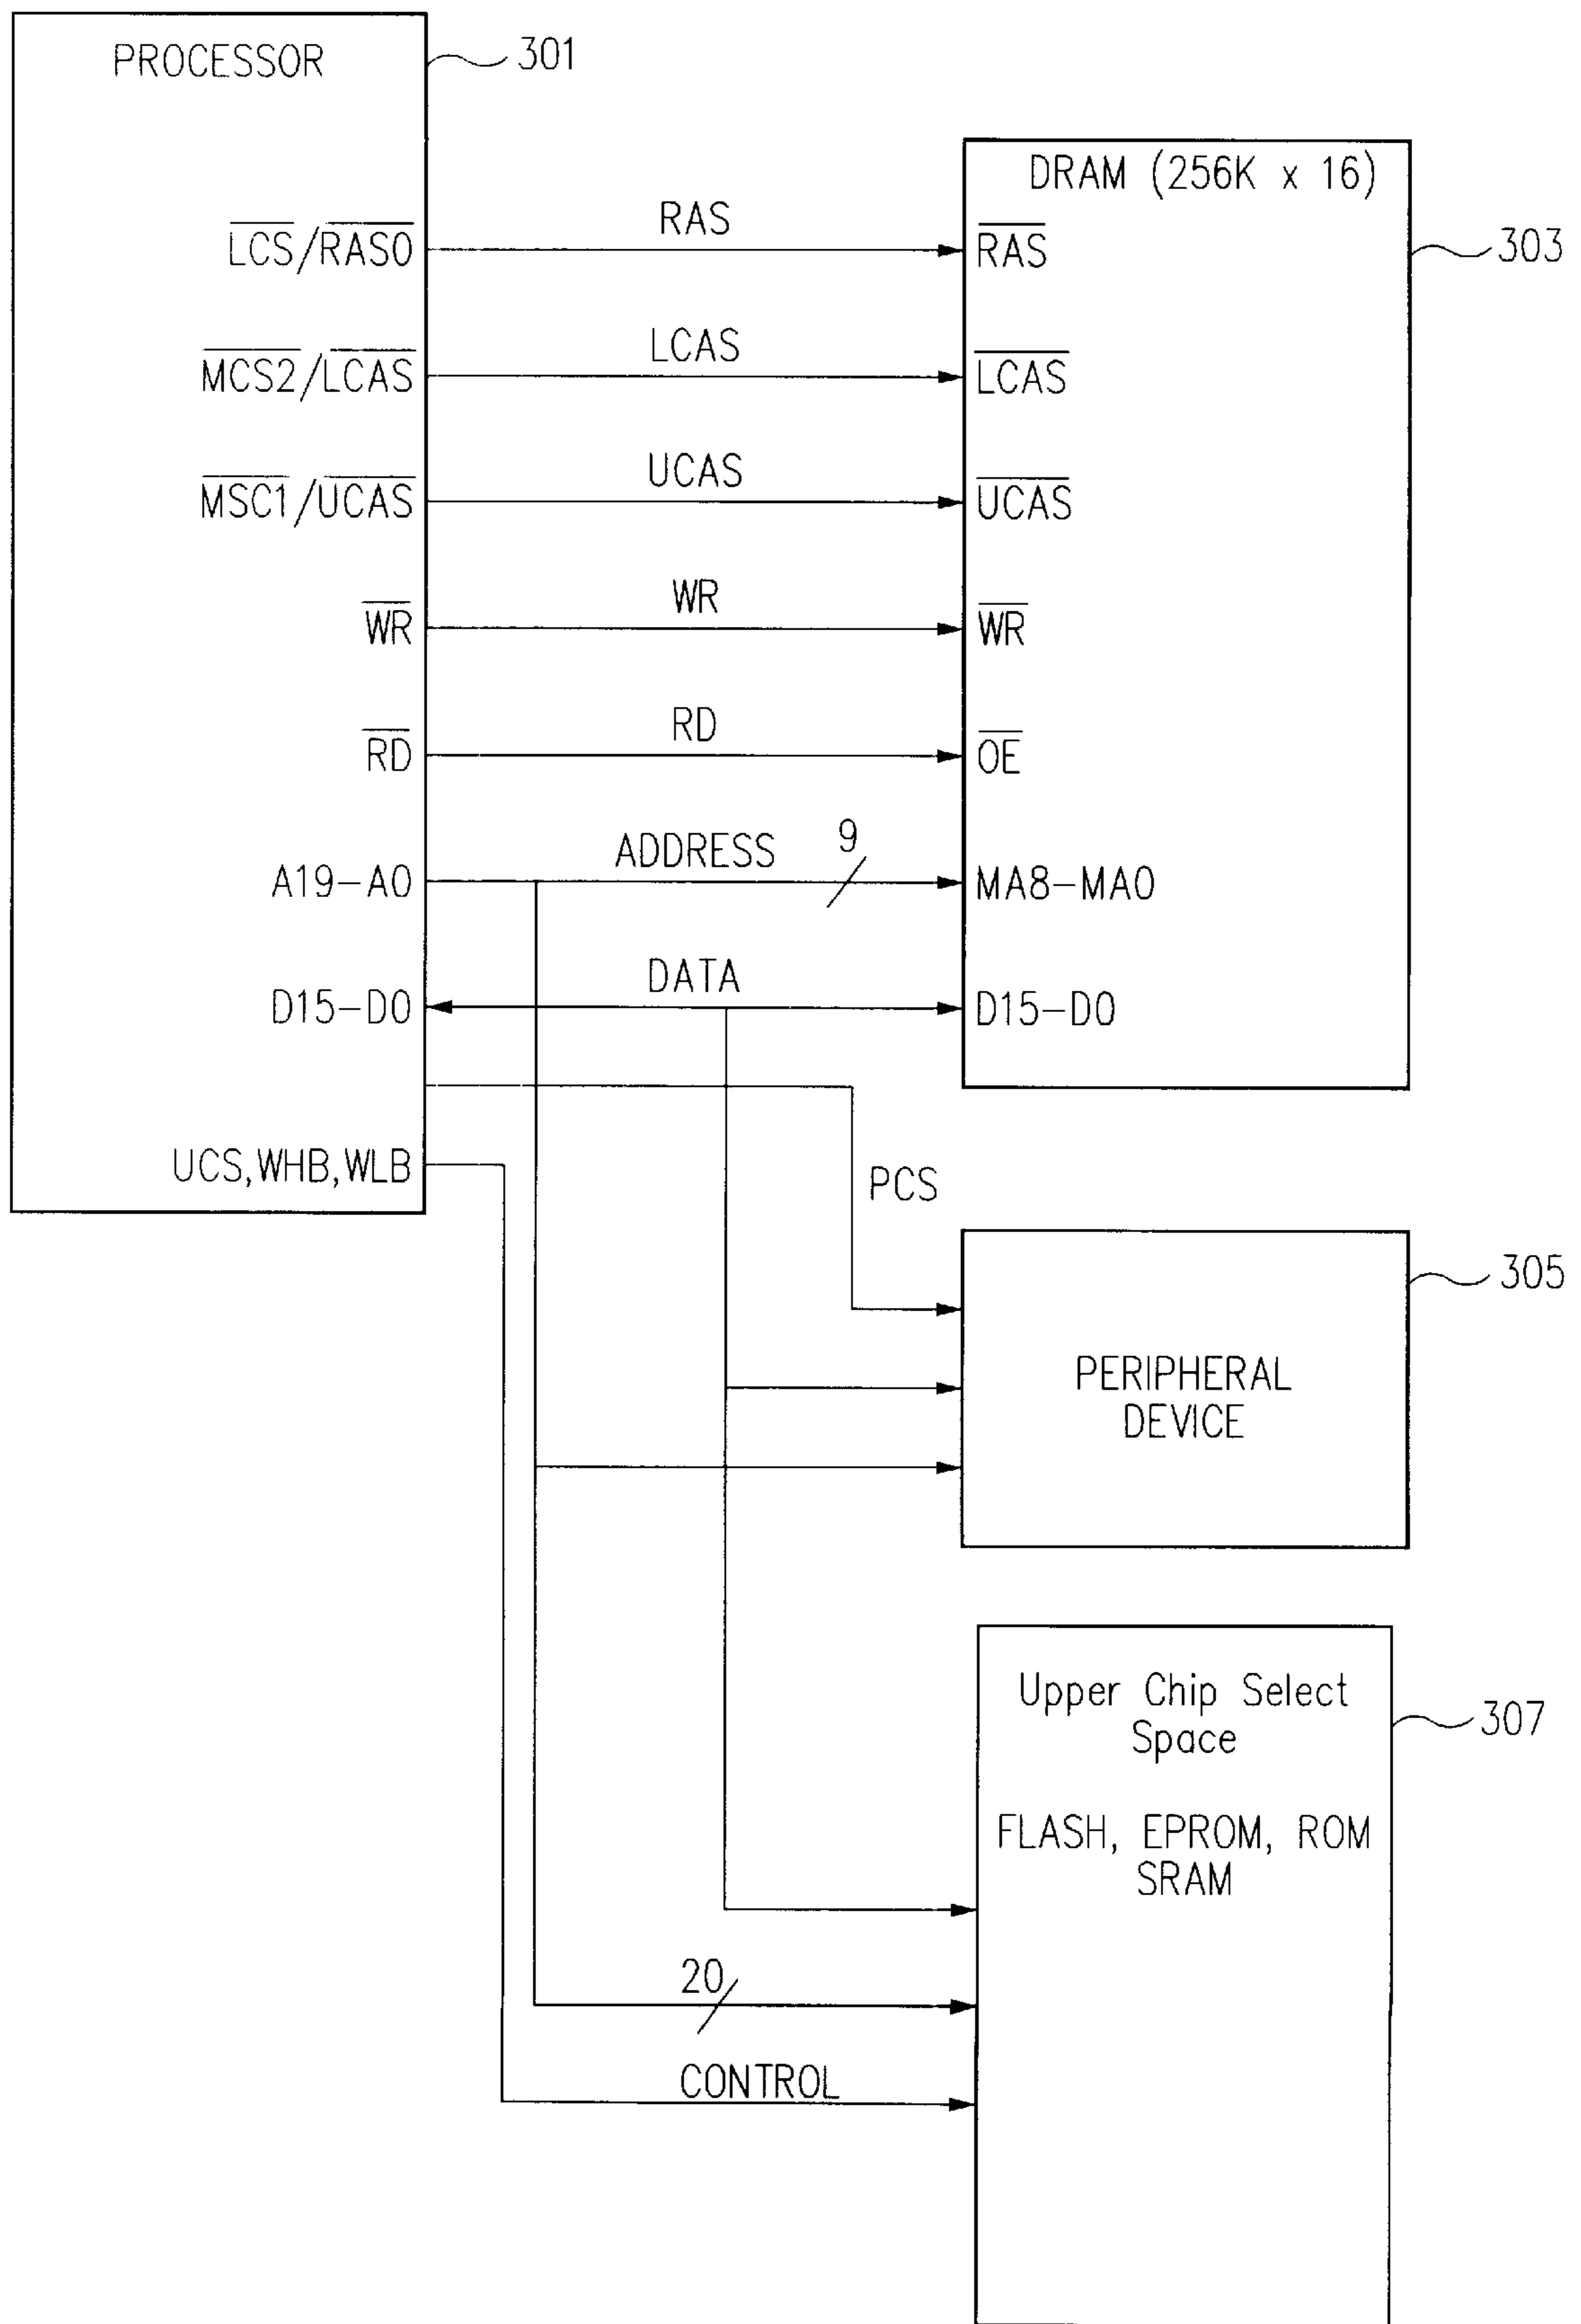 PROCESSOR
301
DRAM (256K x 16)
303
LCS/RAS0
RAS
RAS
MCS2/LCAS
LCAS
LCAS
MSC1/UCAS
UCAS
UCAS
WR
WR
WR
RD
RD
OE
A19-A0
ADDRESS
9
MA8-MA0
D15-D0
DATA
D15-D0
UCS,WHB,WLB
PCS
305
PERIPHERAL
DEVICE
Upper Chip Select
Space
307
FLASH, EPROM, ROM
SRAM
20
CONTROL